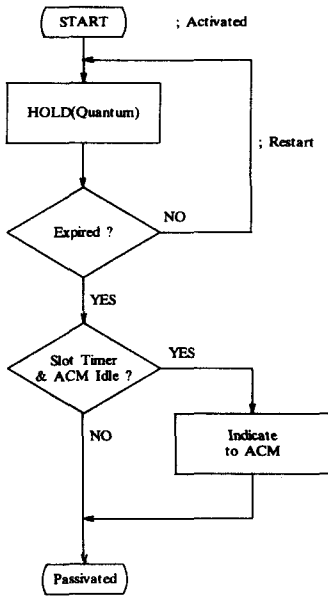 START
; Activated
HOLD(Quantum)
; Restart
NO
Expired ?
YES
YES
Slot Timer
& ACM Idle ?
NO
Indicate
to ACM
Passivated